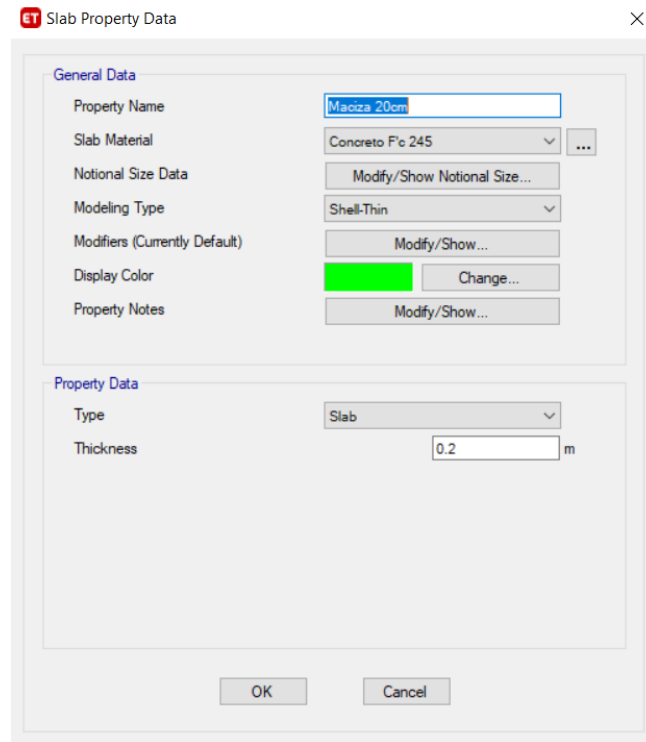 ET Slab Property Data
General Data
Property Name Maciza 20cm
Slab Material Concreto F'c 245 ...
Notional Size Data Modify/Show Notional Size...
Modeling Type Shell-Thin
Modifiers (Currently Default) Modify/Show...
Display Color Change...
Property Notes Modify/Show...
Property Data
Type Slab
Thickness 0.2 m
OK Cancel